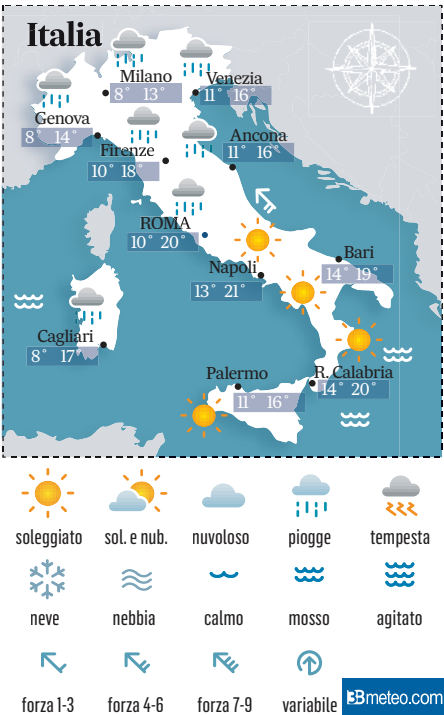 Italia
Milano
8° 13°
Venezia
11° 16°
Genova
8° 14°
Firenze
10° 18°
Ancona
11° 16°
ROMA
10° 20°
Napoli
13° 21°
Bari
14° 19°
Cagliari
8° 17°
Palermo
11° 16°
R. Calabria
14° 20°
soleggiato sol. e nub. nuvoloso piogge tempesta
neve nebbia calmo mosso agitato
forza 1-3 forza 4-6 forza 7-9 variabile
3Bmeteo.com